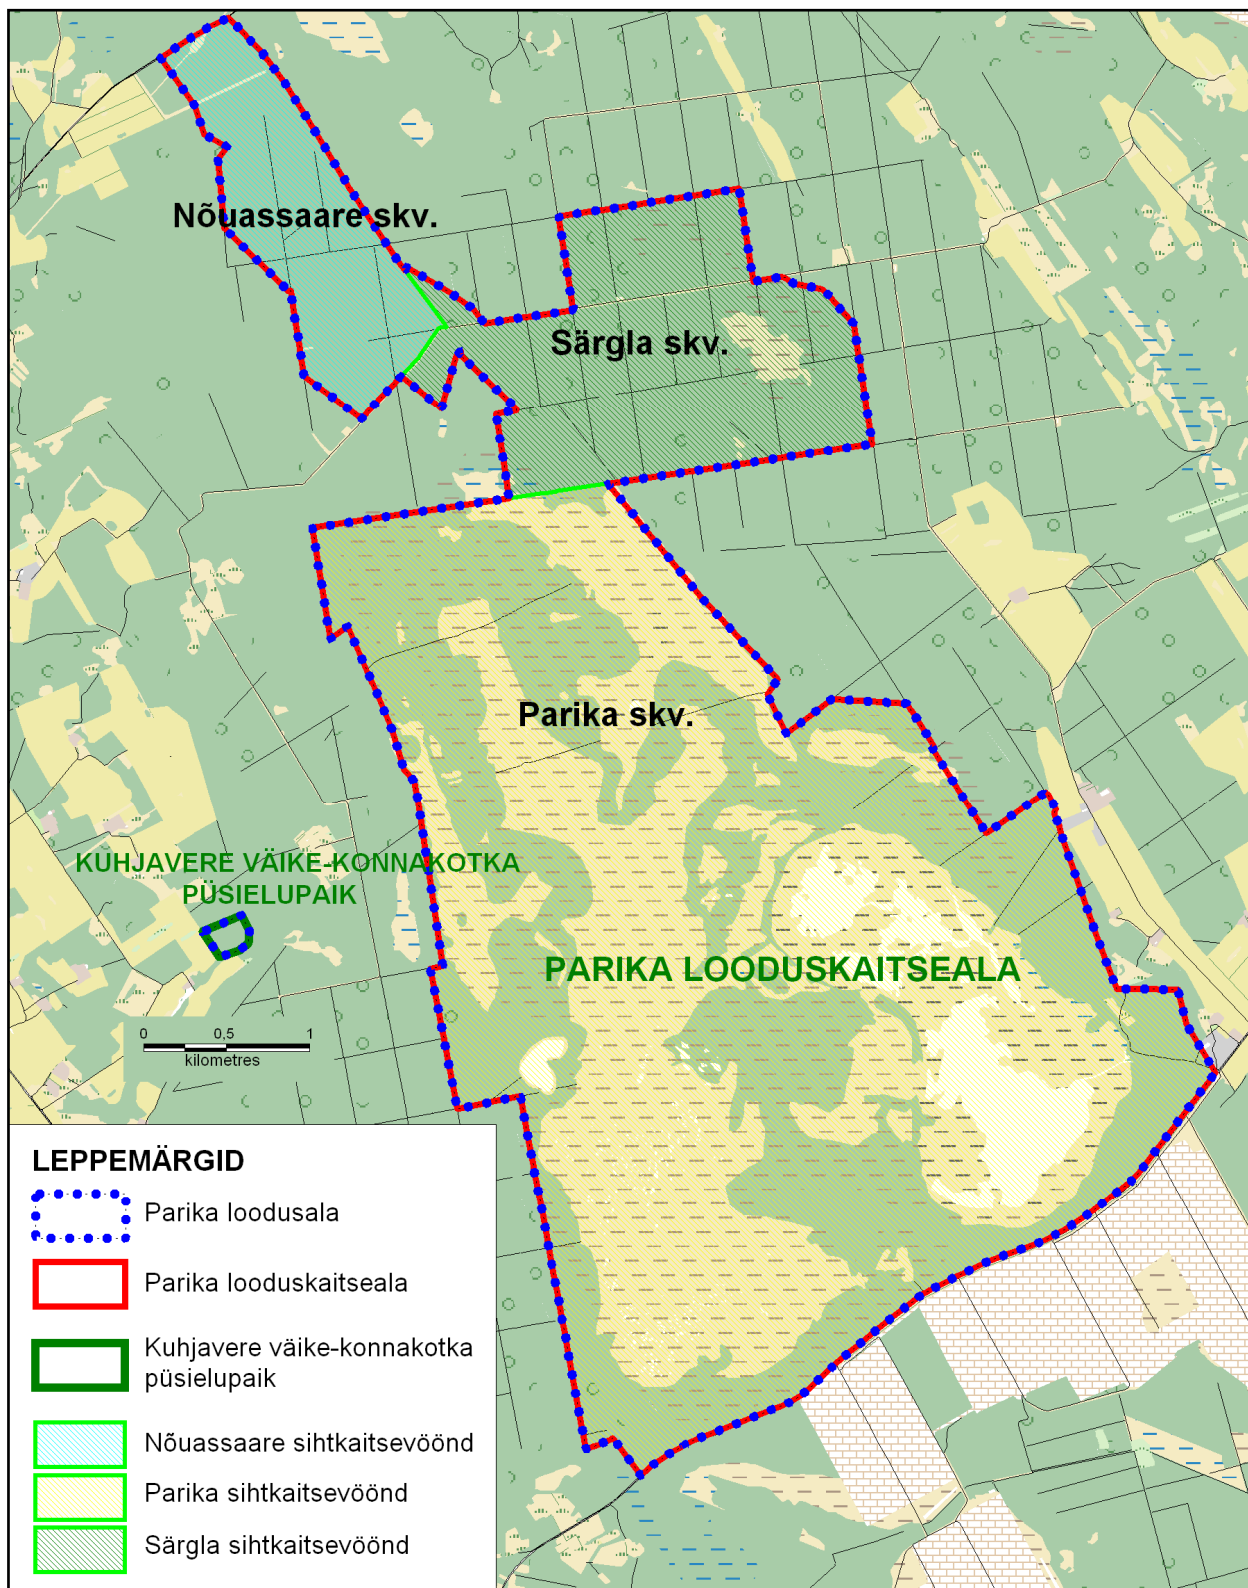 Nõuassaare skv.
Särgla skv.
Parika skv.
KUHJAVERE VÄIKE-KONNAKOTKA
PÜSIELUPAIK
PARIKA LOODUSKAITSEALA
0 0,5 1
kilometres
LEPPEMÄRGID
Parika loodusala
Parika looduskaitseala
Kuhjavere väike-konnakotka
püsielupaik
Nõuassaare sihtkaitsevöönd
Parika sihtkaitsevöönd
Särgla sihtkaitsevöönd